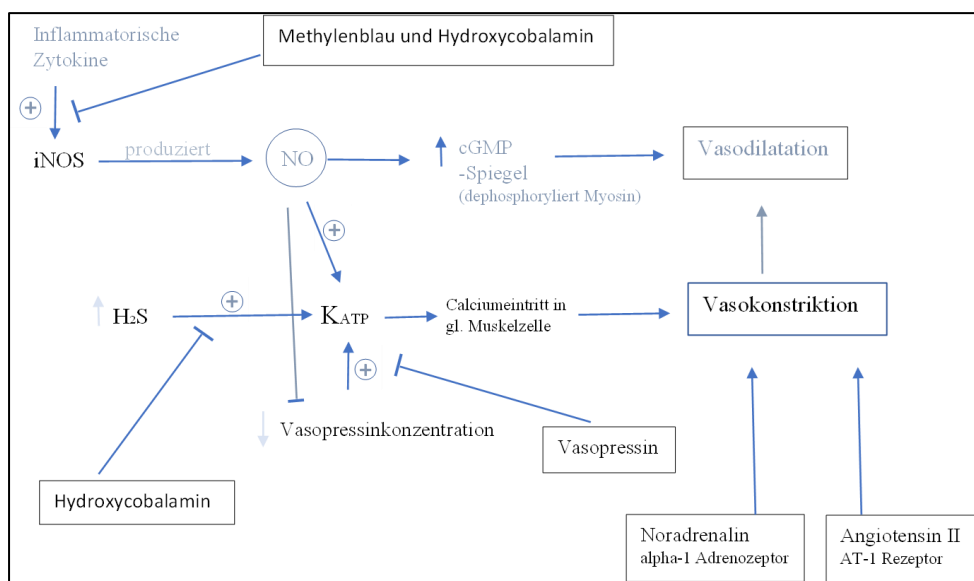 Inflammatorische
Zytokine
Methylenblau und Hydroxycobalamin
+
iNOS
produziert
NO
cGMP
-Spiegel
(dephosphoryliert Myosin)
Vasodilatation
+
H₂S
+
KATP
Calciumeintritt in
gl. Muskelzelle
Vasokonstriktion
+
Vasopressinkonzentration
Vasopressin
Hydroxycobalamin
Noradrenalin
alpha-1 Adrenozeptor
Angiotensin II
AT-1 Rezeptor